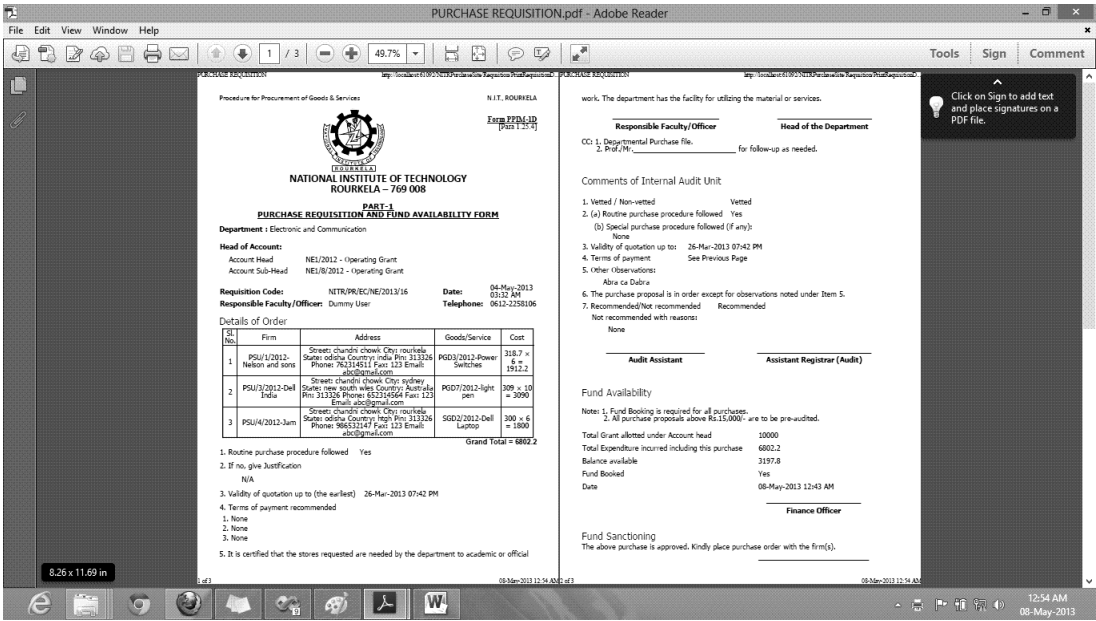 PURCHASE REQUISITION.pdf - Adobe Reader
File Edit View Window Help
1 / 3 49.7% Tools Sign Comment
Click on Sign to add text
and place signatures on a
PDF file.
PURCHASE REQUISITION
Procedure for Procurement of Goods & Services N.I.T., ROURKELA
Form PPIM-1D
[Para 1.25.4]
ROURKELA
NATIONAL INSTITUTE OF TECHNOLOGY
ROURKELA – 769 008
PART-1
PURCHASE REQUISITION AND FUND AVAILABILITY FORM
Department : Electronic and Communication
Head of Account:
Account Head NE1/2012 - Operating Grant
Account Sub-Head NE1/8/2012 - Operating Grant
Requisition Code: NITR/PR/EC/NE/2013/16 Date: 04-May-2013 03:32 AM
Responsible Faculty/Officer: Dummy User Telephone: 0612-2258106
Details of Order
Sl. No. Firm Address Goods/Service Cost
1 PSU/1/2012-Nelson and sons Street: chandni chowk City: rourkela State: odisha Country: india Pin: 313326 Phone: 762314511 Fax: 123 Email: abc@gmail.com PGD3/2012-Power Switches 318.7 × 6 = 1912.2
2 PSU/3/2012-Dell India Street: chandni chowk City: sydney State: new south wles Country: Australia Pin: 313326 Phone: 652314564 Fax: 123 Email: abc@gmail.com PGD7/2012-light pen 309 × 10 = 3090
3 PSU/4/2012-Jam Street: chandni chowk City: rourkela State: odisha Country: htgh Pin: 313326 Phone: 986532147 Fax: 123 Email: abc@gmail.com SGD2/2012-Dell Laptop 300 × 6 = 1800
Grand Total = 6802.2
1. Routine purchase procedure followed Yes
2. If no, give Justification
N/A
3. Validity of quotation up to (the earliest) 26-Mar-2013 07:42 PM
4. Terms of payment recommended
1. None
2. None
3. None
5. It is certified that the stores requested are needed by the department to academic or official
1 of 3 08-May-2013 12:54 AM
PURCHASE REQUISITION
work. The department has the facility for utilizing the material or services.
Responsible Faculty/Officer Head of the Department
CC: 1. Departmental Purchase file.
2. Prof./Mr. for follow-up as needed.
Comments of Internal Audit Unit
1. Vetted / Non-vetted Vetted
2. (a) Routine purchase procedure followed Yes
(b) Special purchase procedure followed (if any):
None
3. Validity of quotation up to: 26-Mar-2013 07:42 PM
4. Terms of payment See Previous Page
5. Other Observations:
Abra ca Dabra
6. The purchase proposal is in order except for observations noted under Item 5.
7. Recommended/Not recommended Recommended
Not recommended with reasons:
None
Audit Assistant Assistant Registrar (Audit)
Fund Availability
Note: 1. Fund Booking is required for all purchases.
2. All purchase proposals above Rs.15,000/- are to be pre-audited.
Total Grant allotted under Account head 10000
Total Expenditure incurred including this purchase 6802.2
Balance available 3197.8
Fund Booked Yes
Date 08-May-2013 12:43 AM
Finance Officer
Fund Sanctioning
The above purchase is approved. Kindly place purchase order with the firm(s).
2 of 3 08-May-2013 12:54 AM
8.26 x 11.69 in
12:54 AM
08-May-2013